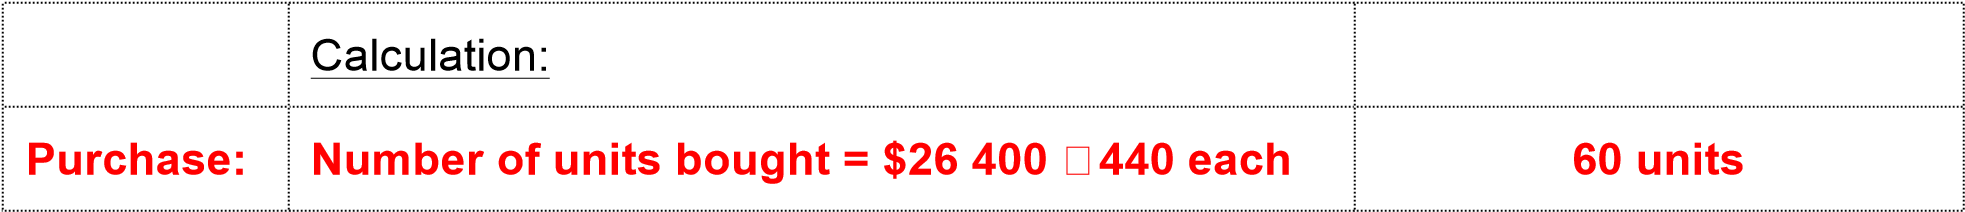 Calculation:
Purchase: Number of units bought = $26 400 □ 440 each 60 units